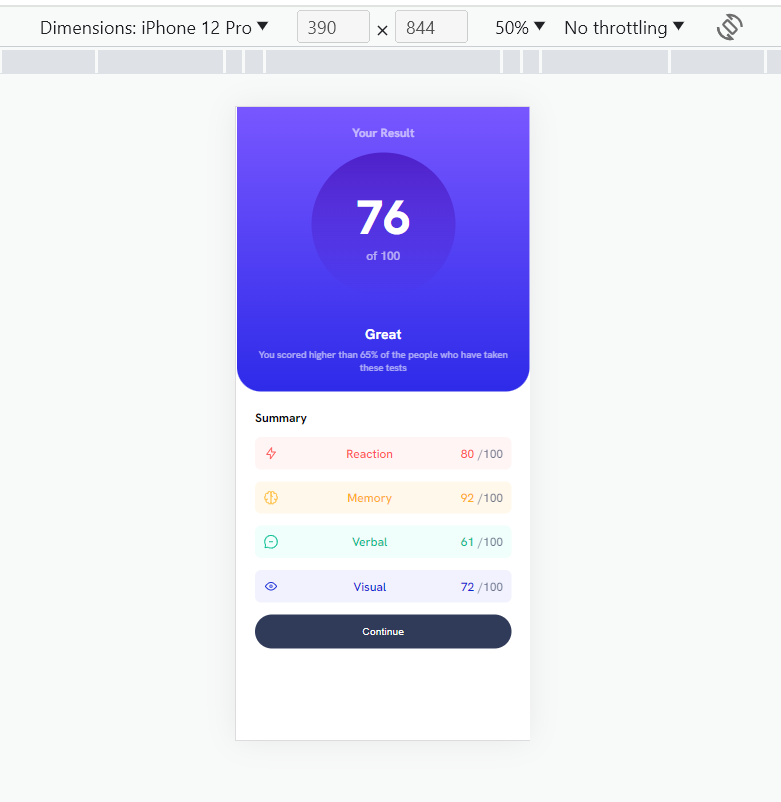 Dimensions: iPhone 12 Pro ▼ 390 × 844 50% ▼ No throttling ▼
Your Result
76
of 100
Great
You scored higher than 65% of the people who have taken
these tests
Summary
Reaction 80 /100
Memory 92 /100
Verbal 61 /100
Visual 72 /100
Continue